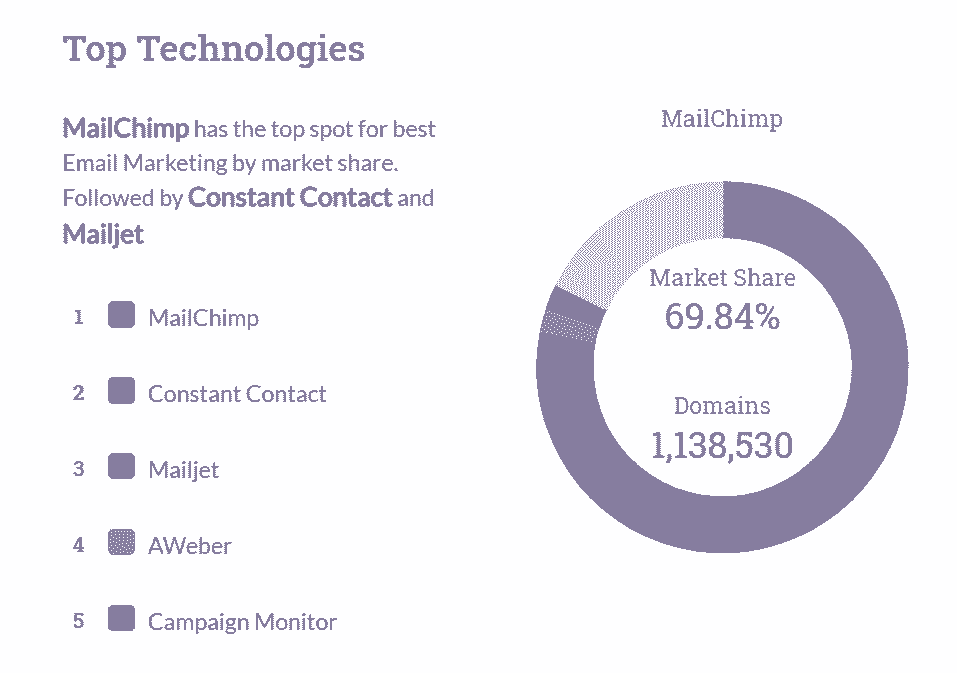 Top Technologies
MailChimp has the top spot for best
Email Marketing by market share.
Followed by Constant Contact and
Mailjet
1 MailChimp
2 Constant Contact
3 Mailjet
4 AWeber
5 Campaign Monitor
MailChimp
Market Share
69.84%
Domains
1,138,530